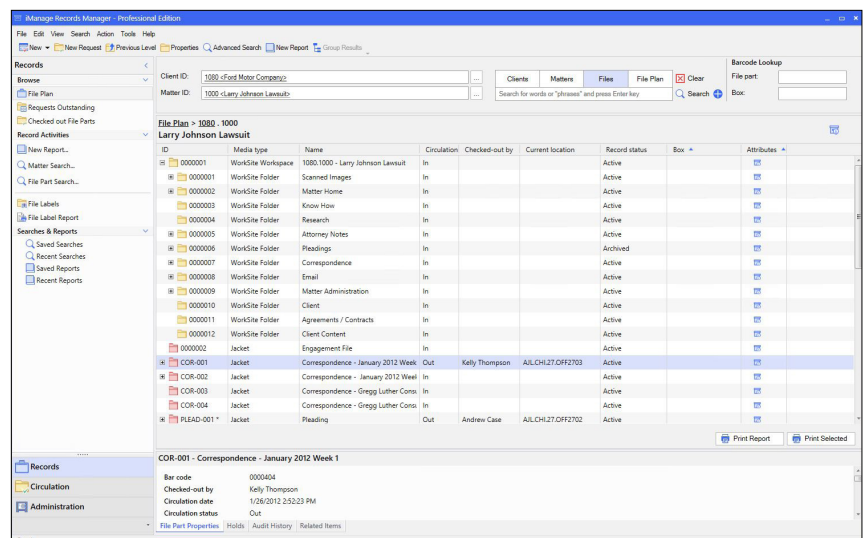 iManage Records Manager - Professional Edition
File Edit View Search Action Tools Help
New New Request Previous Level Properties Advanced Search New Report Group Results
Records
Browse
File Plan
Requests Outstanding
Checked out File Parts
Record Activities
New Report...
Matter Search...
File Part Search...
File Labels
File Label Report
Searches & Reports
Saved Searches
Recent Searches
Saved Reports
Recent Reports
Records
Circulation
Administration
Client ID: 1080 <Ford Motor Company> ...
Matter ID: 1000 <Larry Johnson Lawsuit> ...
Clients Matters Files File Plan Clear
Search for words or "phrases" and press Enter key Search
Barcode Lookup
File part:
Box:
File Plan > 1080 . 1000
Larry Johnson Lawsuit
ID Media type Name Circulation Checked-out by Current location Record status Box Attributes
0000001 WorkSite Workspace 1080.1000 - Larry Johnson Lawsuit In Active
0000001 WorkSite Folder Scanned Images In Active
0000002 WorkSite Folder Matter Home In Active
0000003 WorkSite Folder Know How In Active
0000004 WorkSite Folder Research In Active
0000005 WorkSite Folder Attorney Notes In Active
0000006 WorkSite Folder Pleadings In Archived
0000007 WorkSite Folder Correspondence In Active
0000008 WorkSite Folder Email In Active
0000009 WorkSite Folder Matter Administration In Active
0000010 WorkSite Folder Client In Active
0000011 WorkSite Folder Agreements / Contracts In Active
0000012 WorkSite Folder Client Content In Active
0000002 Jacket Engagement File In Active
COR-001 Jacket Correspondence - January 2012 Week Out Kelly Thompson AJL.CHI.27.OFF2703 Active
COR-002 Jacket Correspondence - January 2012 Week In Active
COR-003 Jacket Correspondence - Gregg Luther Consu In Active
COR-004 Jacket Correspondence - Gregg Luther Consu In Active
PLEAD-001 * Jacket Pleading Out Andrew Case AJL.CHI.27.OFF2702 Active
Print Report Print Selected
COR-001 - Correspondence - January 2012 Week 1
Bar code 0000404
Checked-out by Kelly Thompson
Circulation date 1/26/2012 2:52:23 PM
Circulation status Out
File Part Properties Holds Audit History Related Items